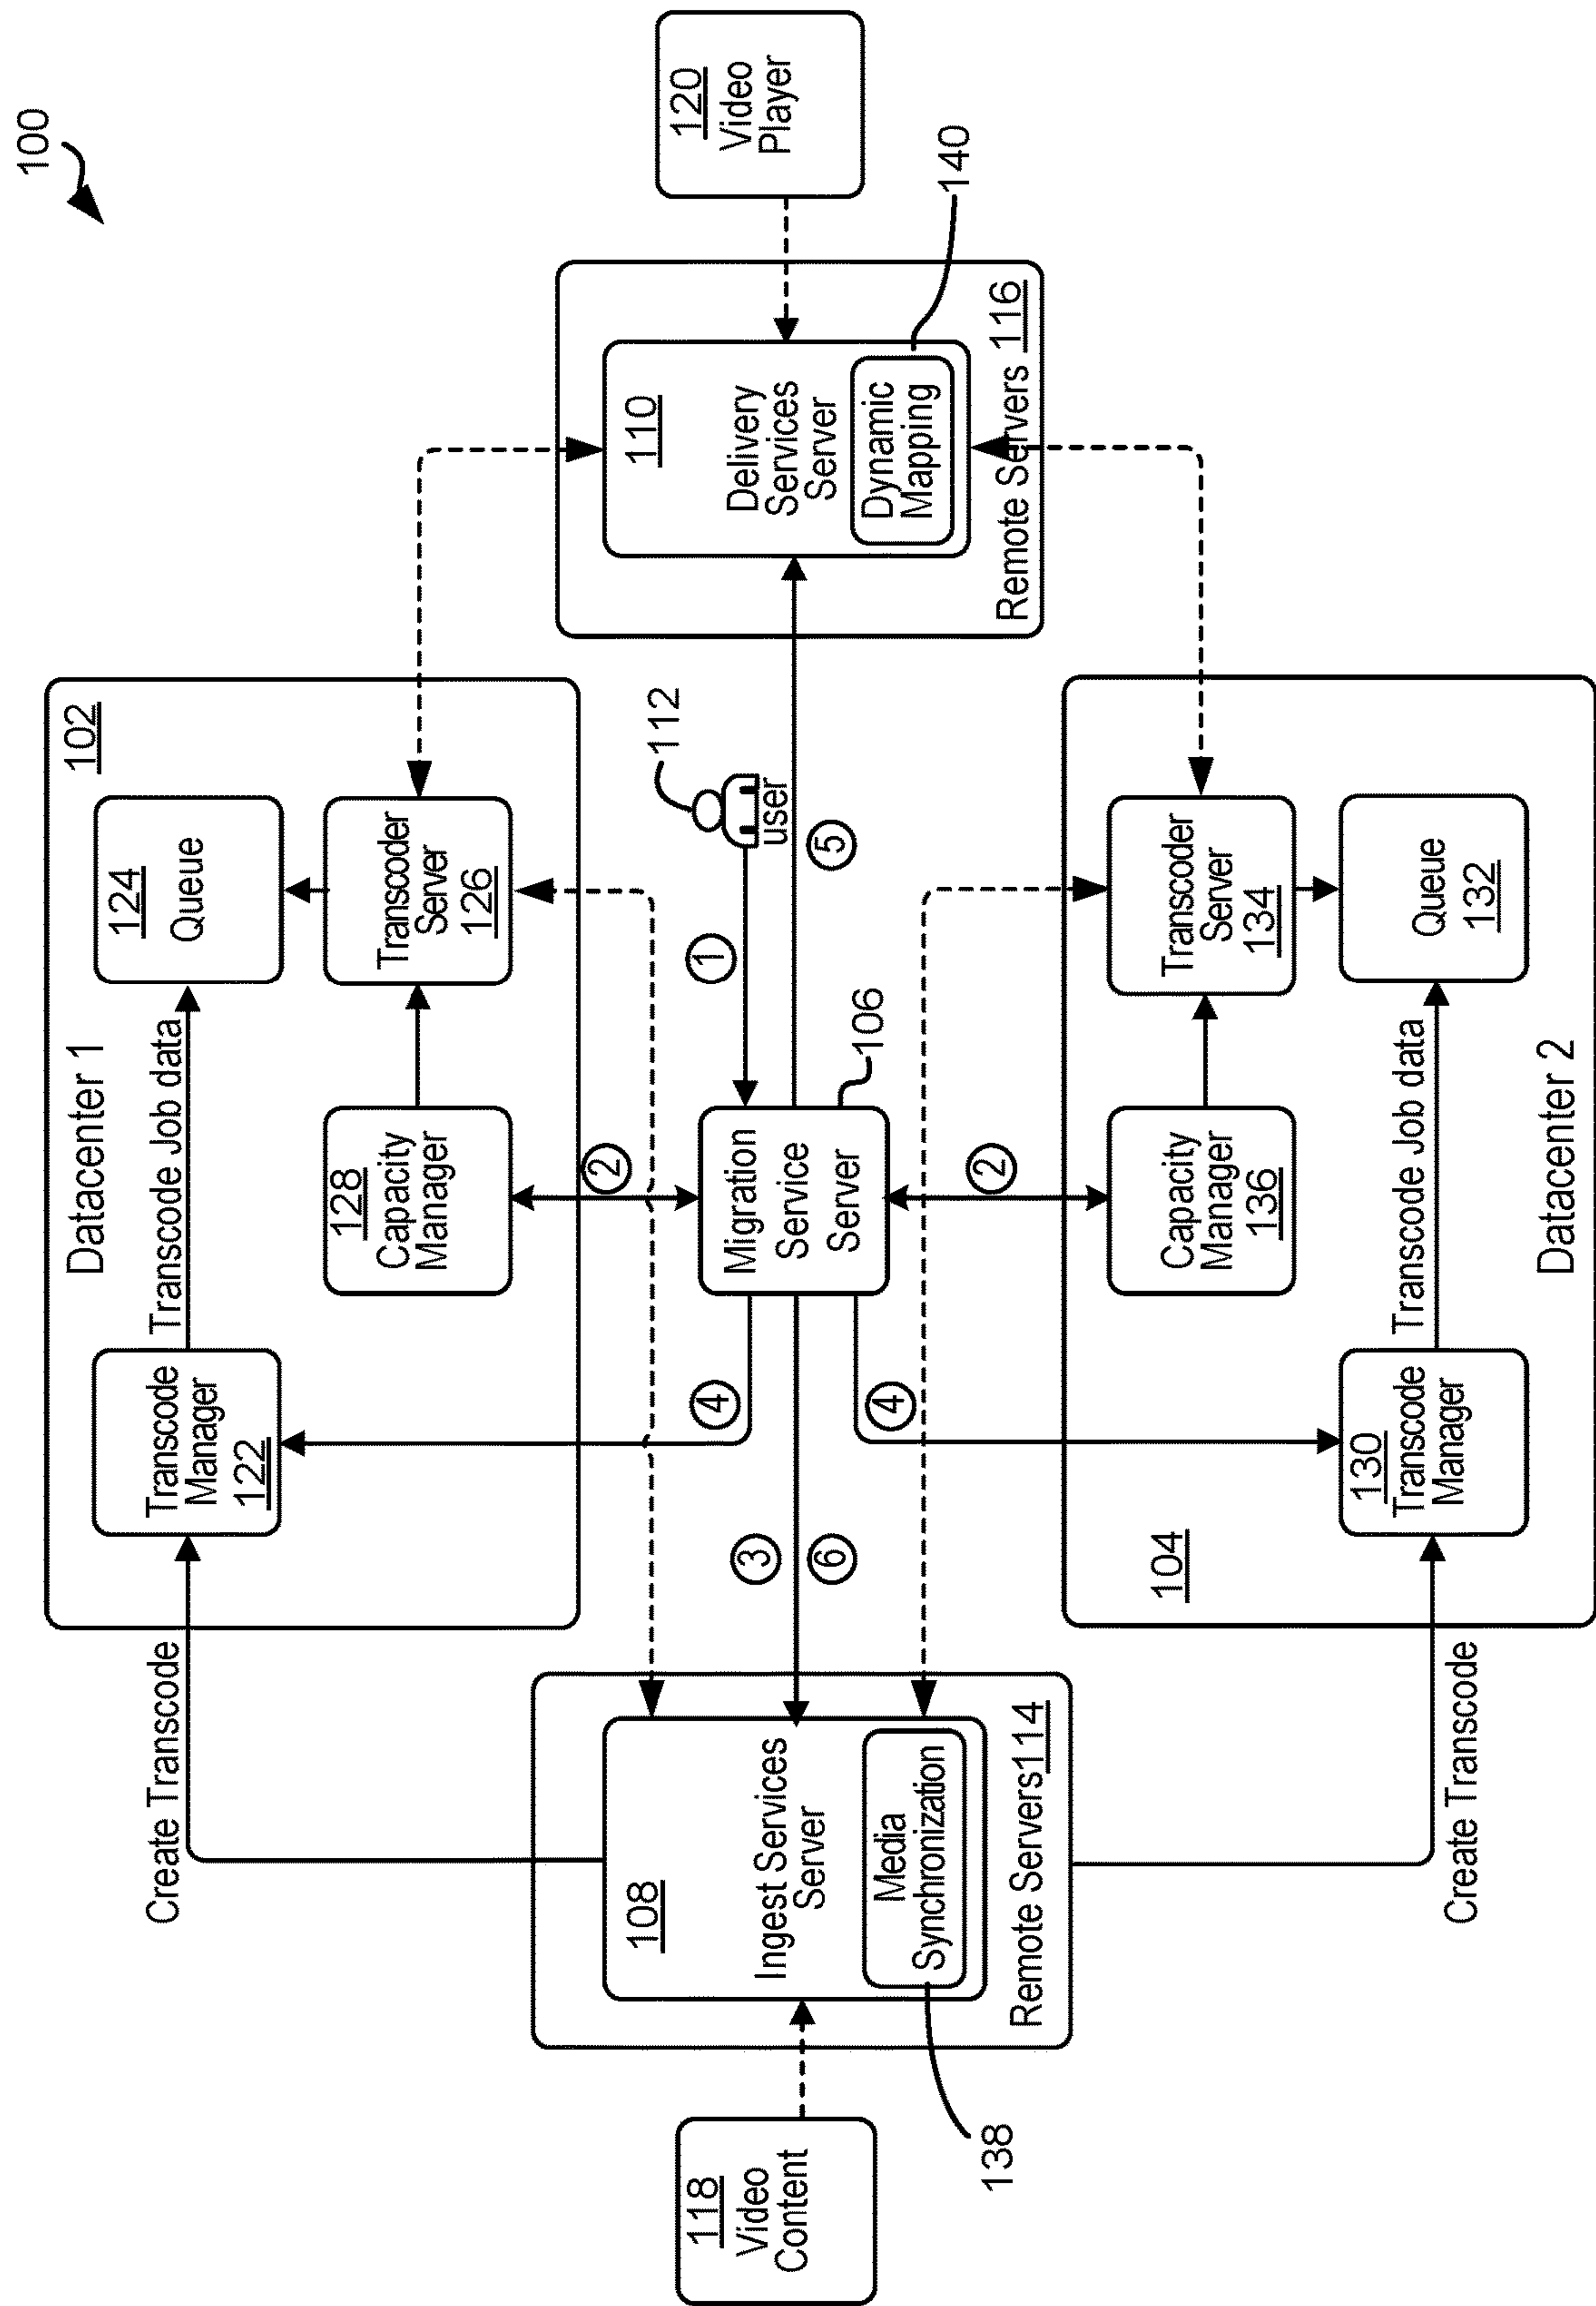 100
Datacenter 1
102
Create Transcode
Transcode
Manager
122
Transcode Job data
124
Queue
128
Capacity
Manager
Transcoder
Server
126
118
Video
Content
108
Ingest Services
Server
Media
Synchronization
Remote Servers 114
138
3
6
4
4
2
2
Migration
Service
Server
106
1
5
112
user
110
Delivery
Services
Server
Dynamic
Mapping
Remote Servers 116
140
120
Video
Player
Capacity
Manager
136
Transcoder
Server
134
104
Create Transcode
130
Transcode
Manager
Transcode Job data
Queue
132
Datacenter 2